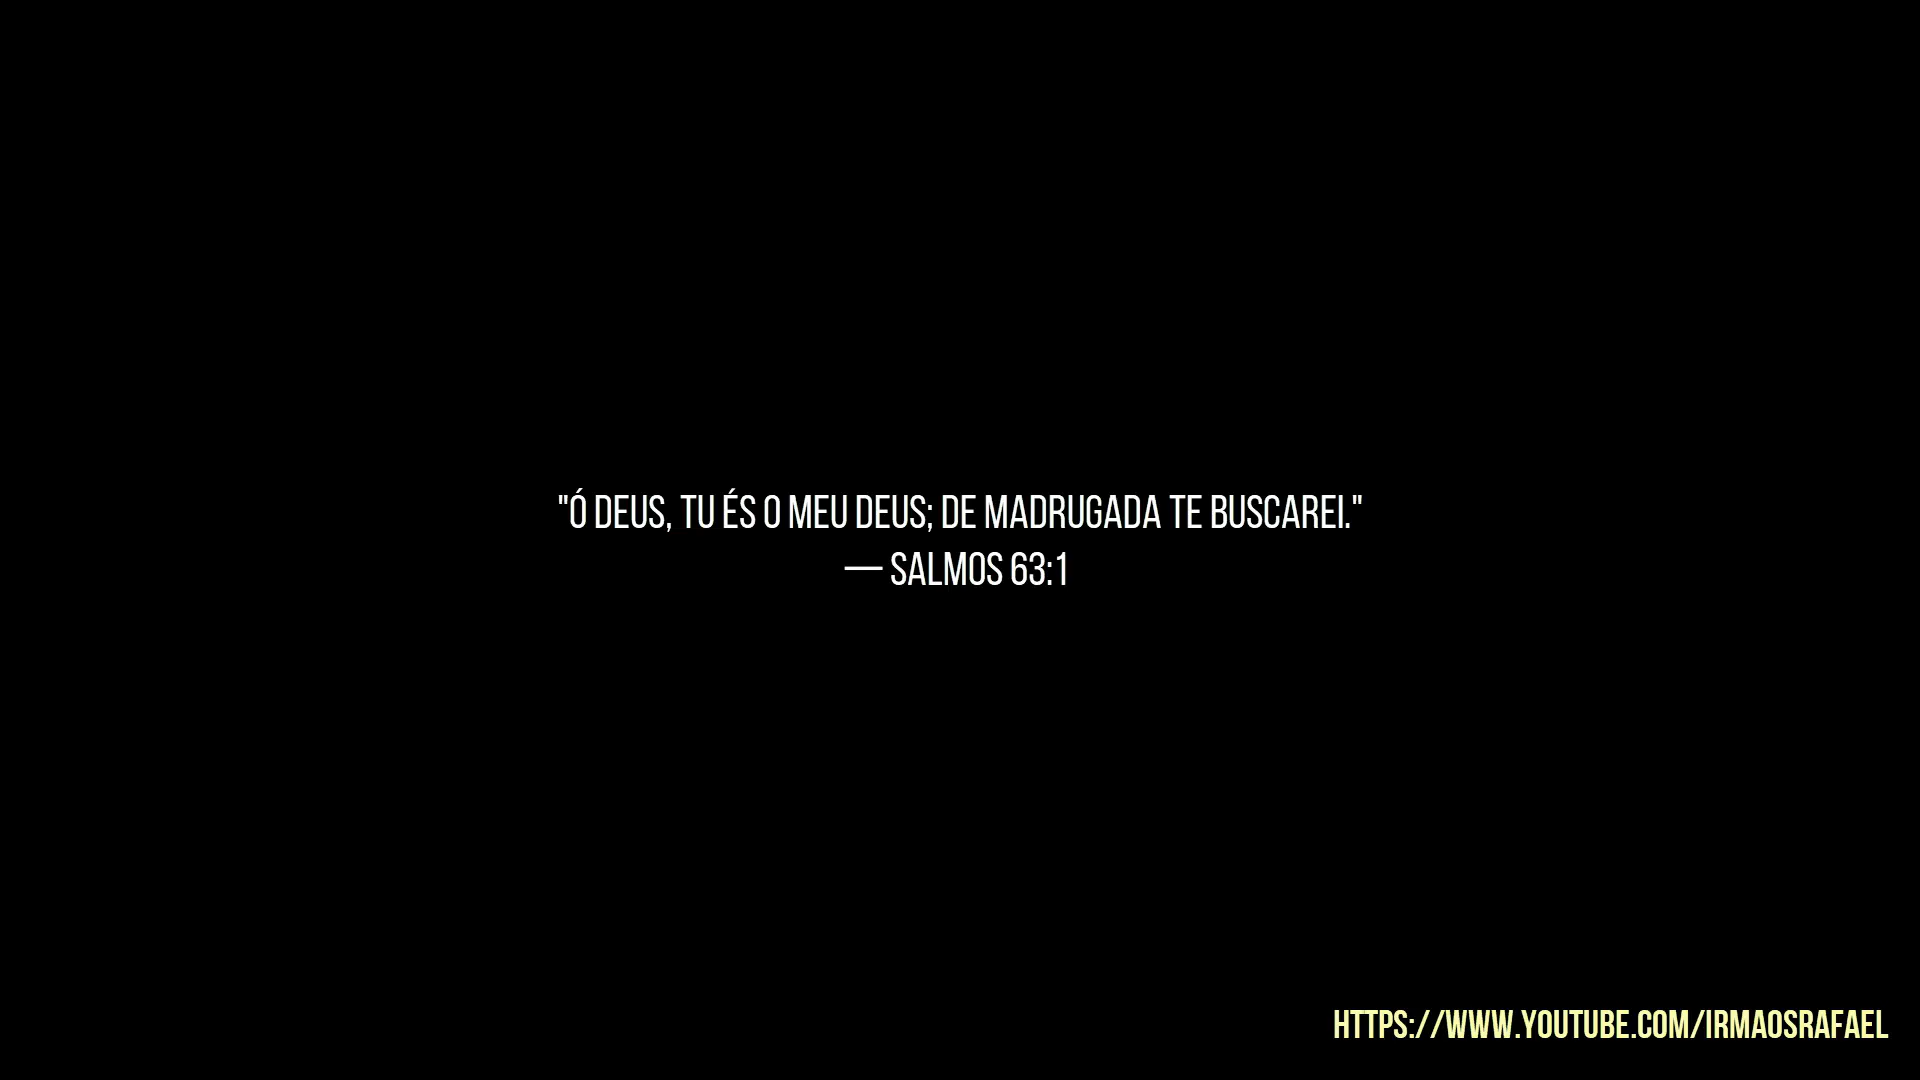 "Ó DEUS, TU ÉS O MEU DEUS; DE MADRUGADA TE BUSCAREI."
— SALMOS 63:1
HTTPS://WWW.YOUTUBE.COM/IRMAOSRAFAEL